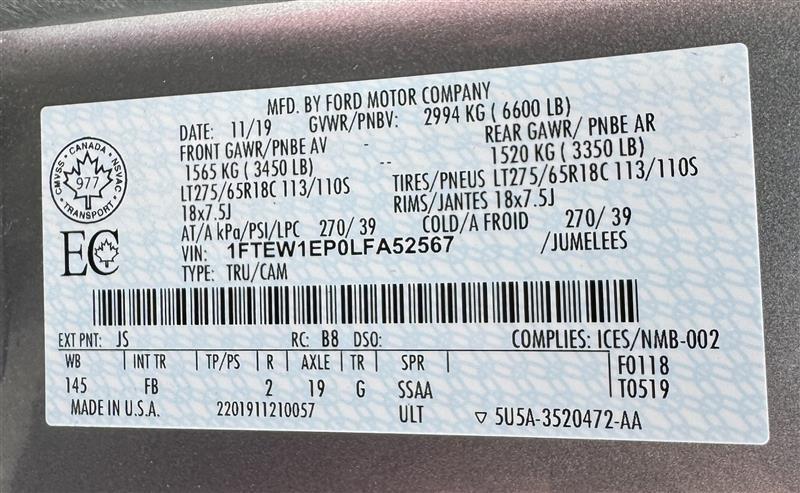 MFD. BY FORD MOTOR COMPANY
DATE: 11/19 GVWR/PNBV: 2994 KG ( 6600 LB)
FRONT GAWR/PNBE AV -- REAR GAWR/ PNBE AR
1565 KG ( 3450 LB) -- 1520 KG ( 3350 LB)
LT275/65R18C 113/110S TIRES/PNEUS LT275/65R18C 113/110S
18x7.5J RIMS/JANTES 18x7.5J
AT/A kPa/PSI/LPC 270/ 39 COLD/A FROID 270/ 39
VIN: 1FTEW1EP0LFA52567 /JUMELEES
TYPE: TRU/CAM
CMVSS · CANADA · NSVAC
977
· TRANSPORT ·
EC
EXT PNT: JS RC: B8 DSO: COMPLIES: ICES/NMB-002
WB INT TR TP/PS R AXLE TR SPR F0118
145 FB 2 19 G SSAA T0519
MADE IN U.S.A. 2201911210057 ULT ▽ 5U5A-3520472-AA